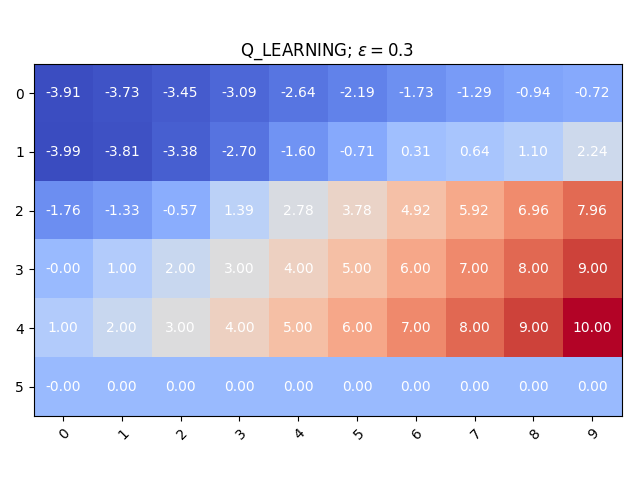 Q_LEARNING; ε = 0.3
0 -3.91 -3.73 -3.45 -3.09 -2.64 -2.19 -1.73 -1.29 -0.94 -0.72
1 -3.99 -3.81 -3.38 -2.70 -1.60 -0.71 0.31 0.64 1.10 2.24
2 -1.76 -1.33 -0.57 1.39 2.78 3.78 4.92 5.92 6.96 7.96
3 -0.00 1.00 2.00 3.00 4.00 5.00 6.00 7.00 8.00 9.00
4 1.00 2.00 3.00 4.00 5.00 6.00 7.00 8.00 9.00 10.00
5 -0.00 0.00 0.00 0.00 0.00 0.00 0.00 0.00 0.00 0.00
0 1 2 3 4 5 6 7 8 9